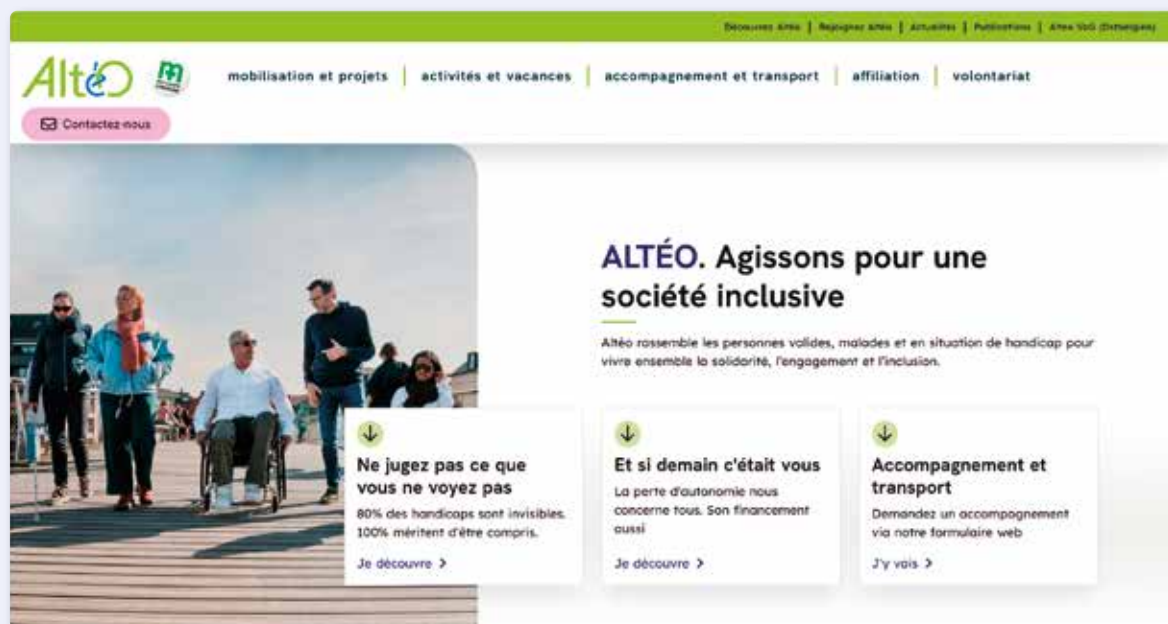 Découvrez Altéo | Rejoignez Altéo | Actualités | Publications | Alteo VoG (Ostbelgien)
Altéo
mobilisation et projets | activités et vacances | accompagnement et transport | affiliation | volontariat
Contactez-nous
ALTÉO. Agissons pour une
société inclusive
Altéo rassemble les personnes valides, malades et en situation de handicap pour
vivre ensemble la solidarité, l'engagement et l'inclusion.
Ne jugez pas ce que
vous ne voyez pas
80% des handicaps sont invisibles.
100% méritent d'être compris.
Je découvre
Et si demain c'était vous
La perte d'autonomie nous
concerne tous. Son financement
aussi
Je découvre
Accompagnement et
transport
Demandez un accompagnement
via notre formulaire web
J'y vais